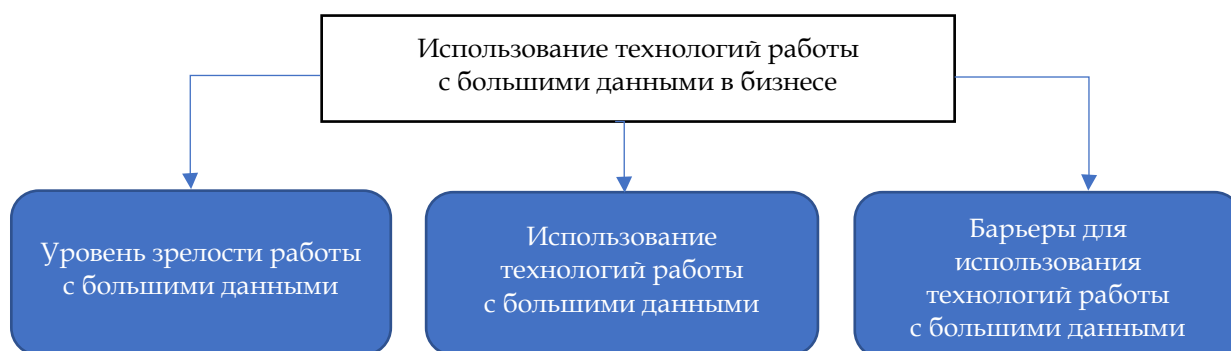 Использование технологий работы
с большими данными в бизнесе
Уровень зрелости работы
с большими данными
Использование
технологий работы
с большими данными
Барьеры для
использования
технологий работы
с большими данными